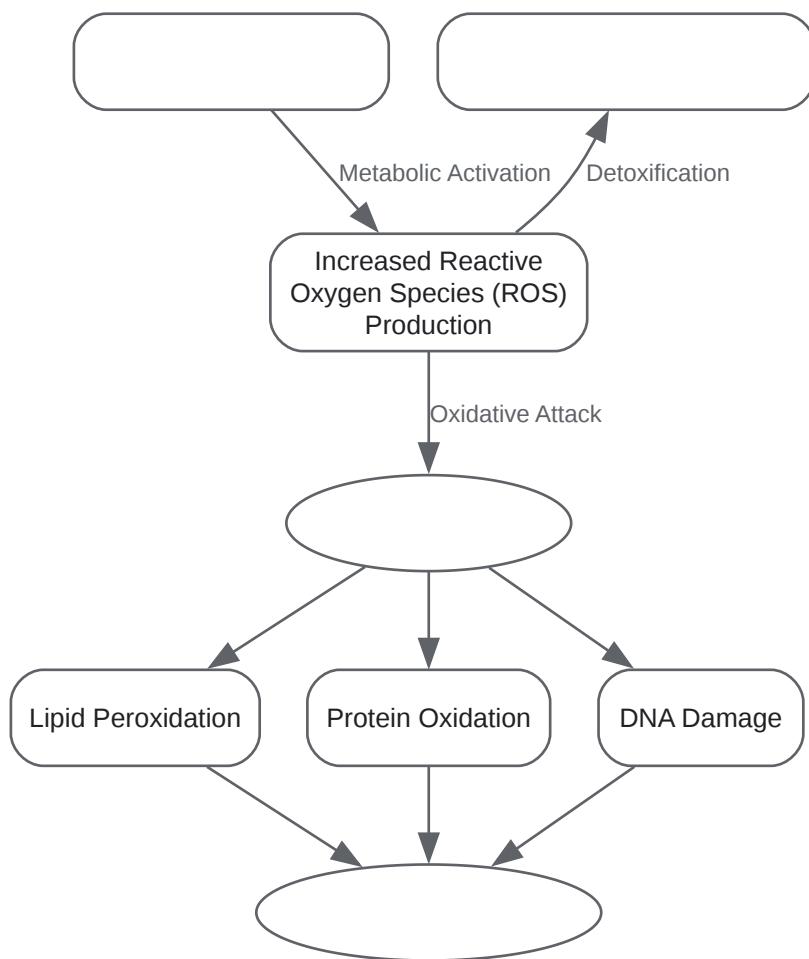 Metabolic Activation
Detoxification
Increased Reactive
Oxygen Species (ROS)
Production
Oxidative Attack
Lipid Peroxidation
Protein Oxidation
DNA Damage